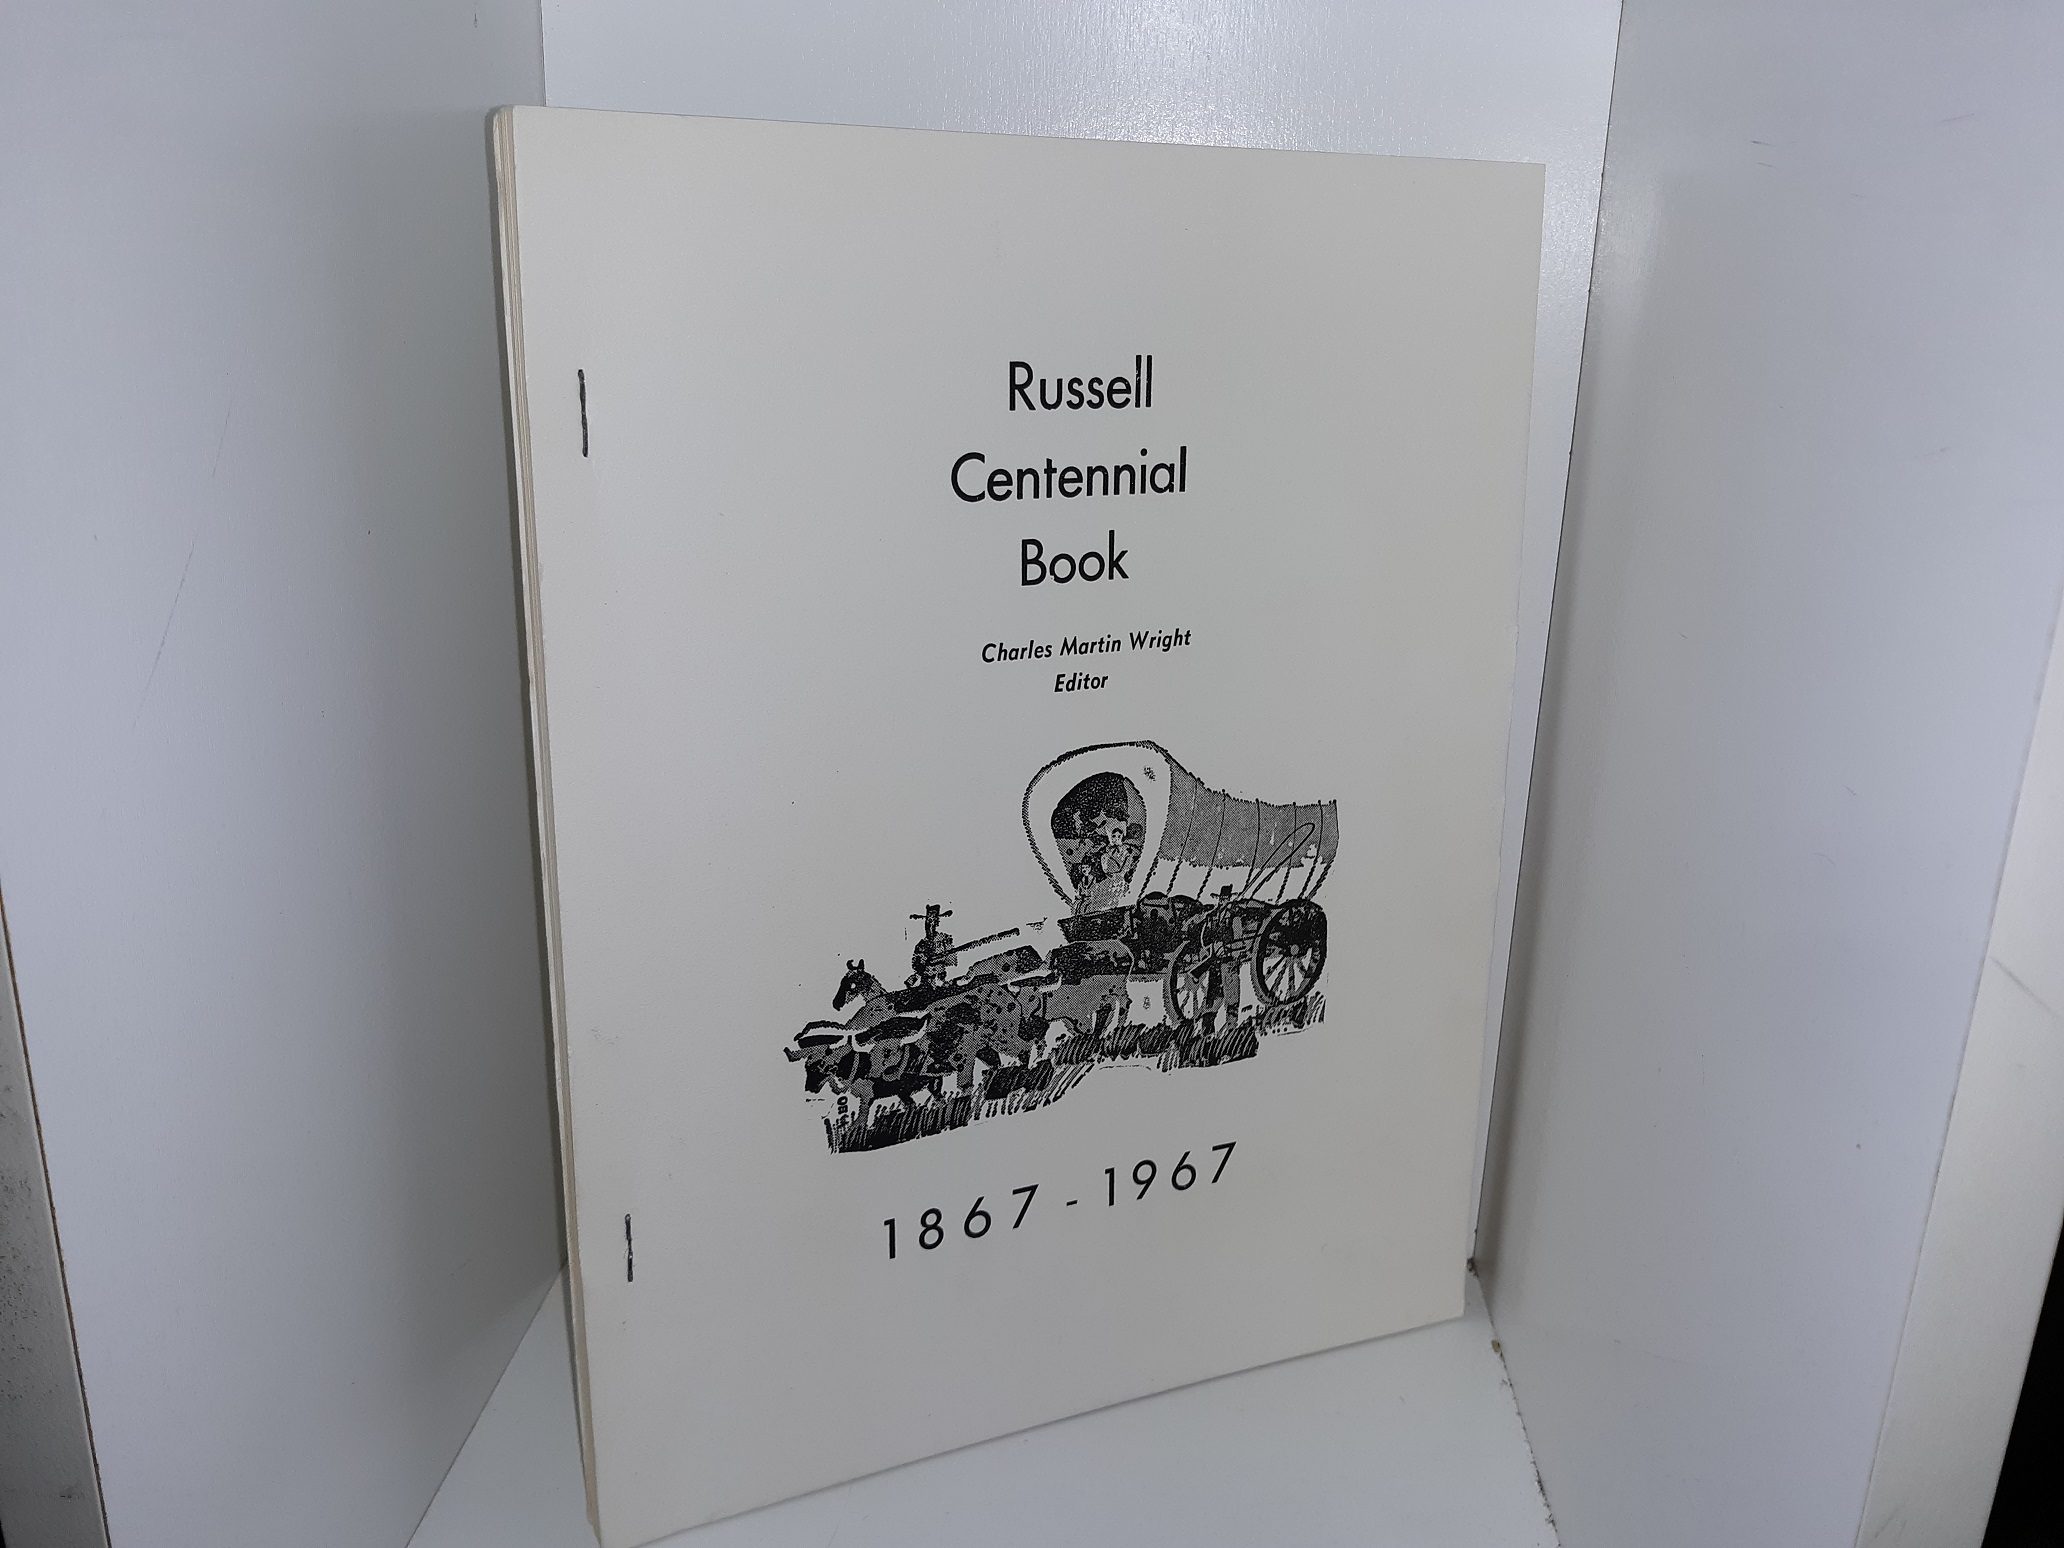 Russell
Centennial
Book
Charles Martin Wright
Editor
1867 - 1967